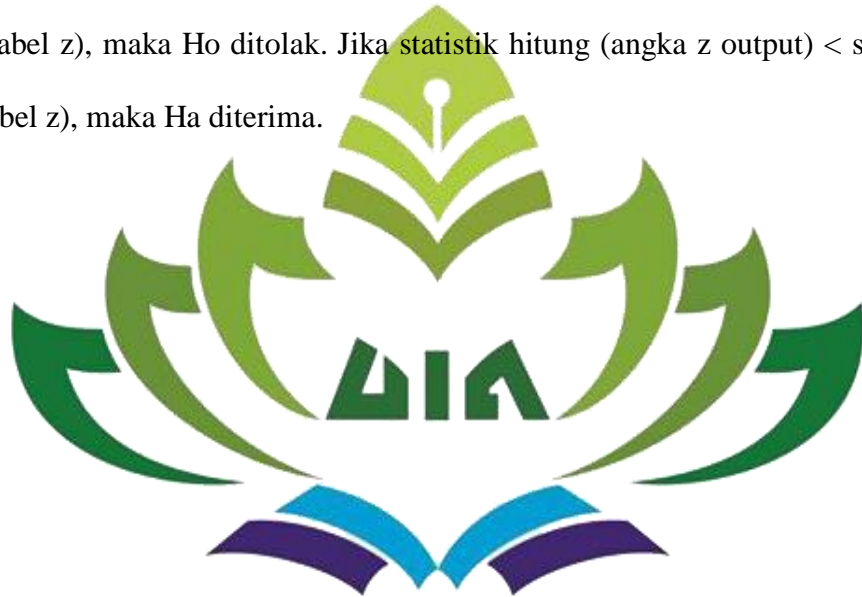 abel z), maka Ho ditolak. Jika statistik hitung (angka z output) < s
bel z), maka Ha diterima.
UIN